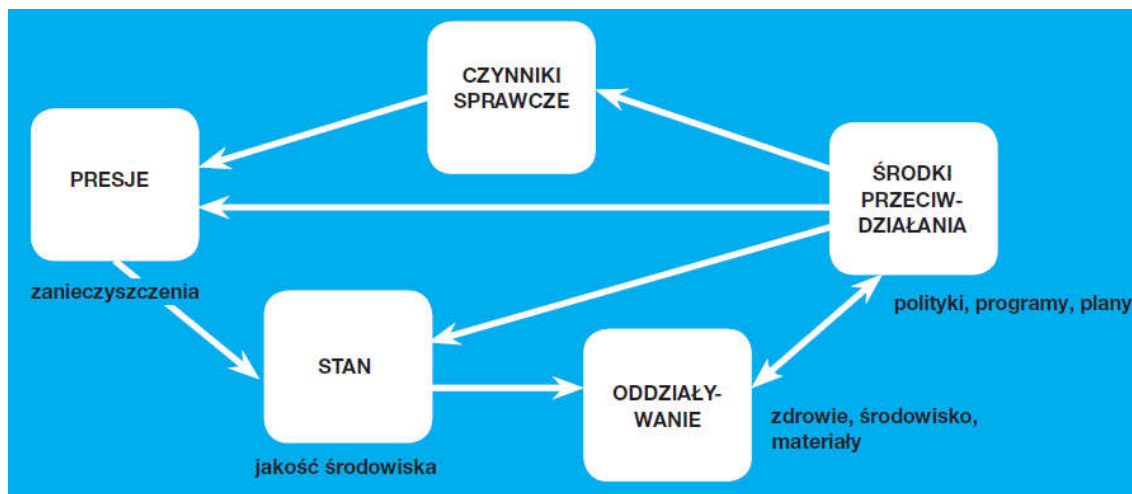 CZYNNIKI
SPRAWCZE
PRESJE
ŚRODKI
PRZECIW-
DZIAŁANIA
zanieczyszczenia
polityki, programy, plany
STAN
ODDZIAŁY-
WANIE
zdrowie, środowisko,
materiały
jakość środowiska